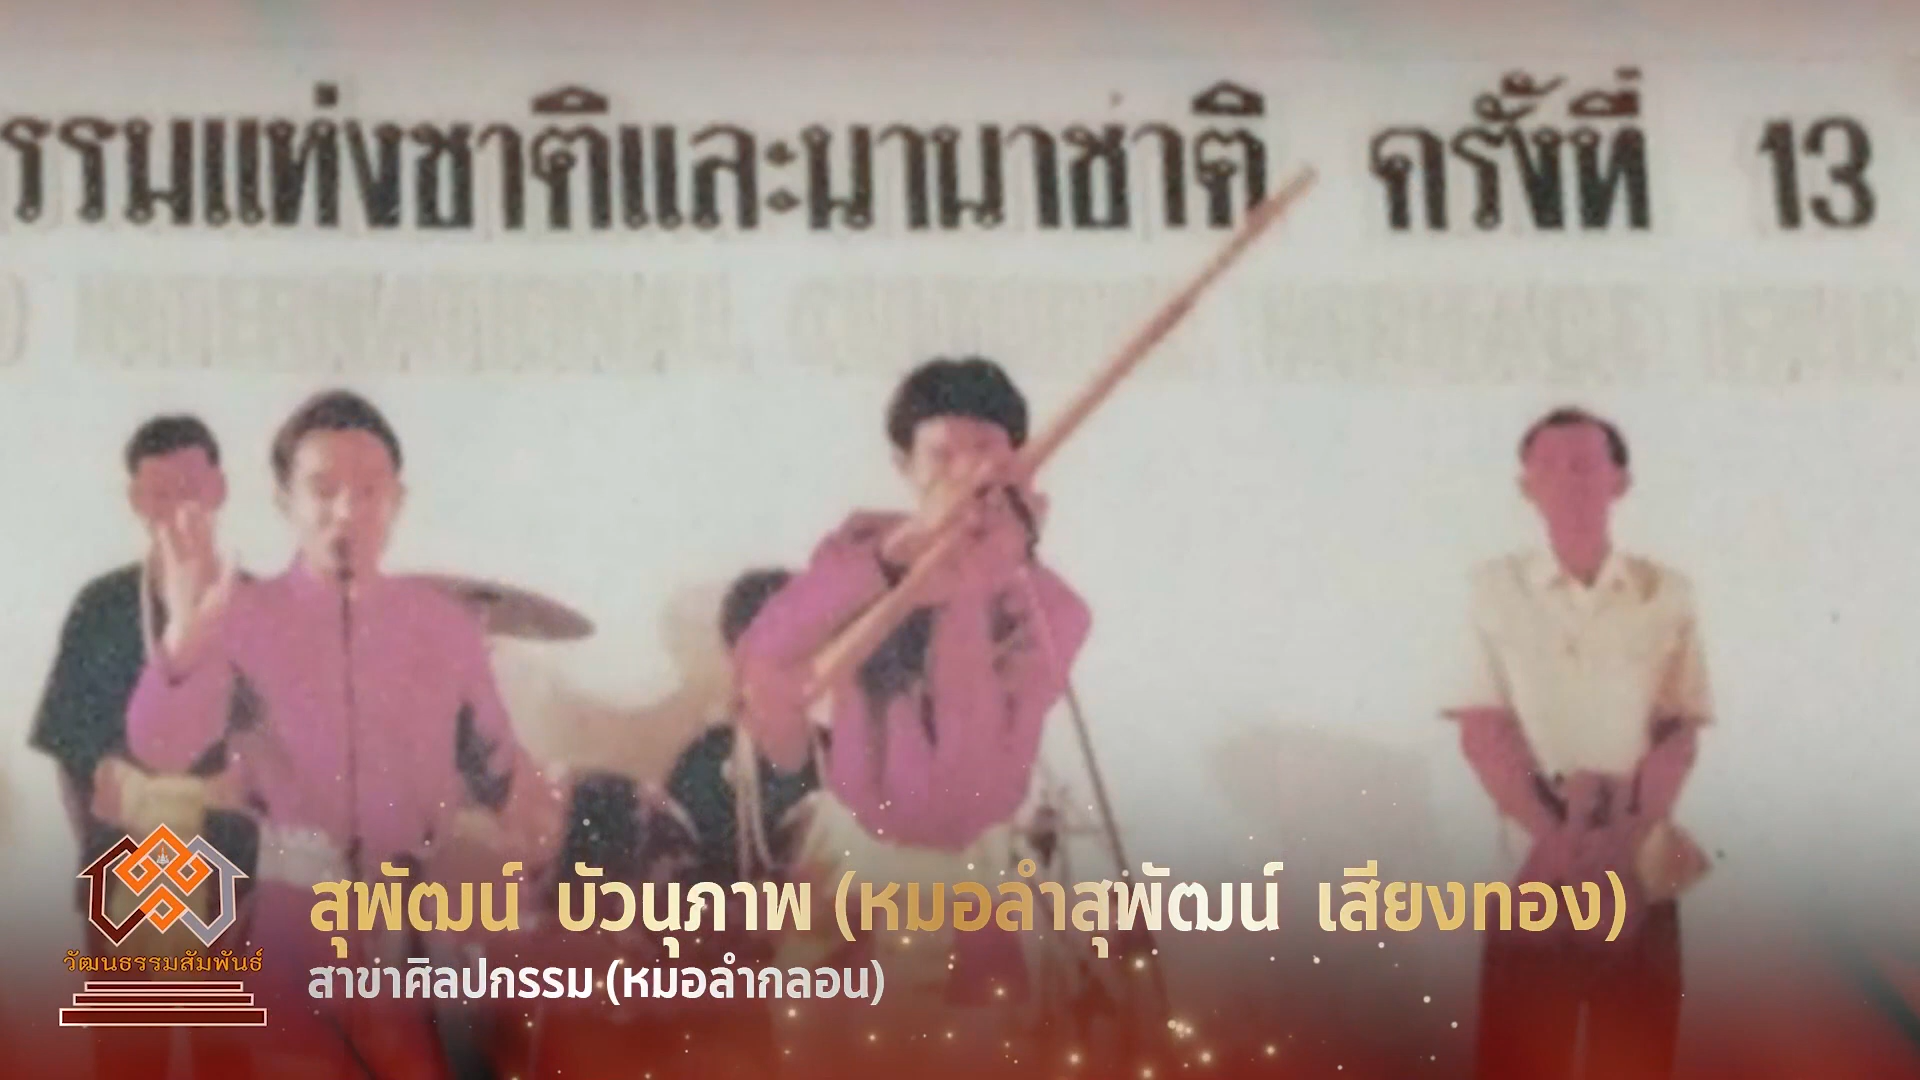 รรมแห่งชาติและนานาชาติ ครั้งที่ 13
INTERNATIONAL
สุพัฒน์ บัวนุภาพ (หมอลำสุพัฒน์ เสียงทอง)
สาขาศิลปกรรม (หมอลำกลอน)
วัฒนธรรมสัมพันธ์